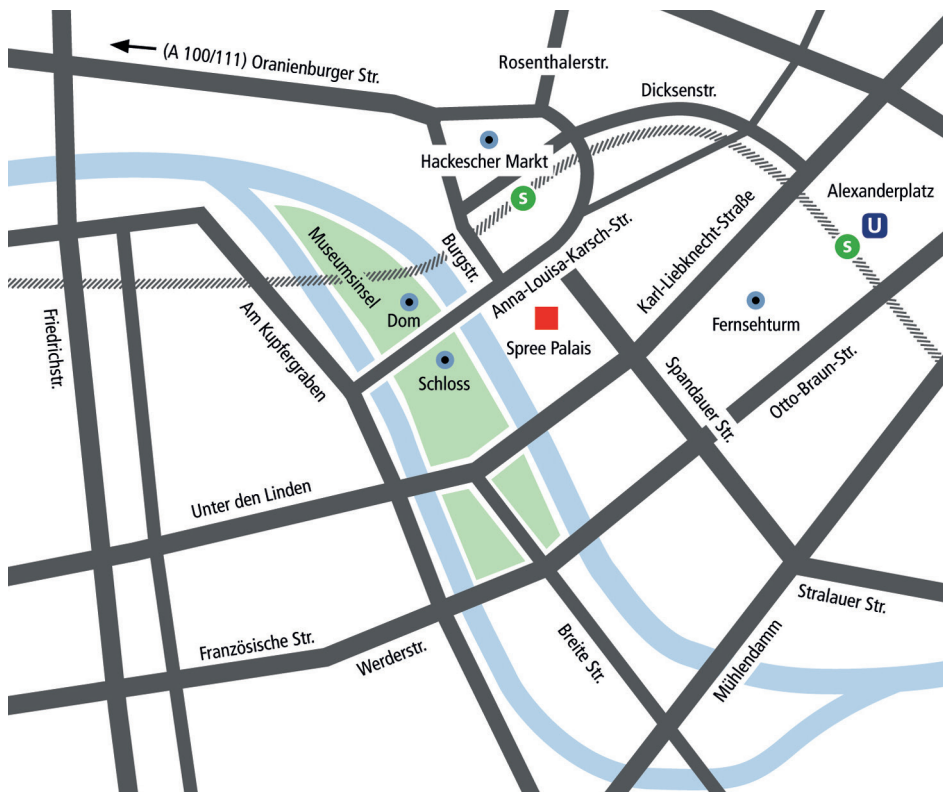 (A 100/111) Oranienburger Str.
Rosenthalerstr.
Dicksenstr.
Hackescher Markt
S
Alexanderplatz
U
S
Museumsinsel
Burgstr.
Anna-Louisa-Karsch-Str.
Karl-Liebknecht-Straße
Dom
Fernsehturm
Spree Palais
Friedrichstr.
Am Kupfergraben
Schloss
Spandauer Str.
Otto-Braun-Str.
Unter den Linden
Stralauer Str.
Französische Str.
Werderstr.
Breite Str.
Mühlendamm